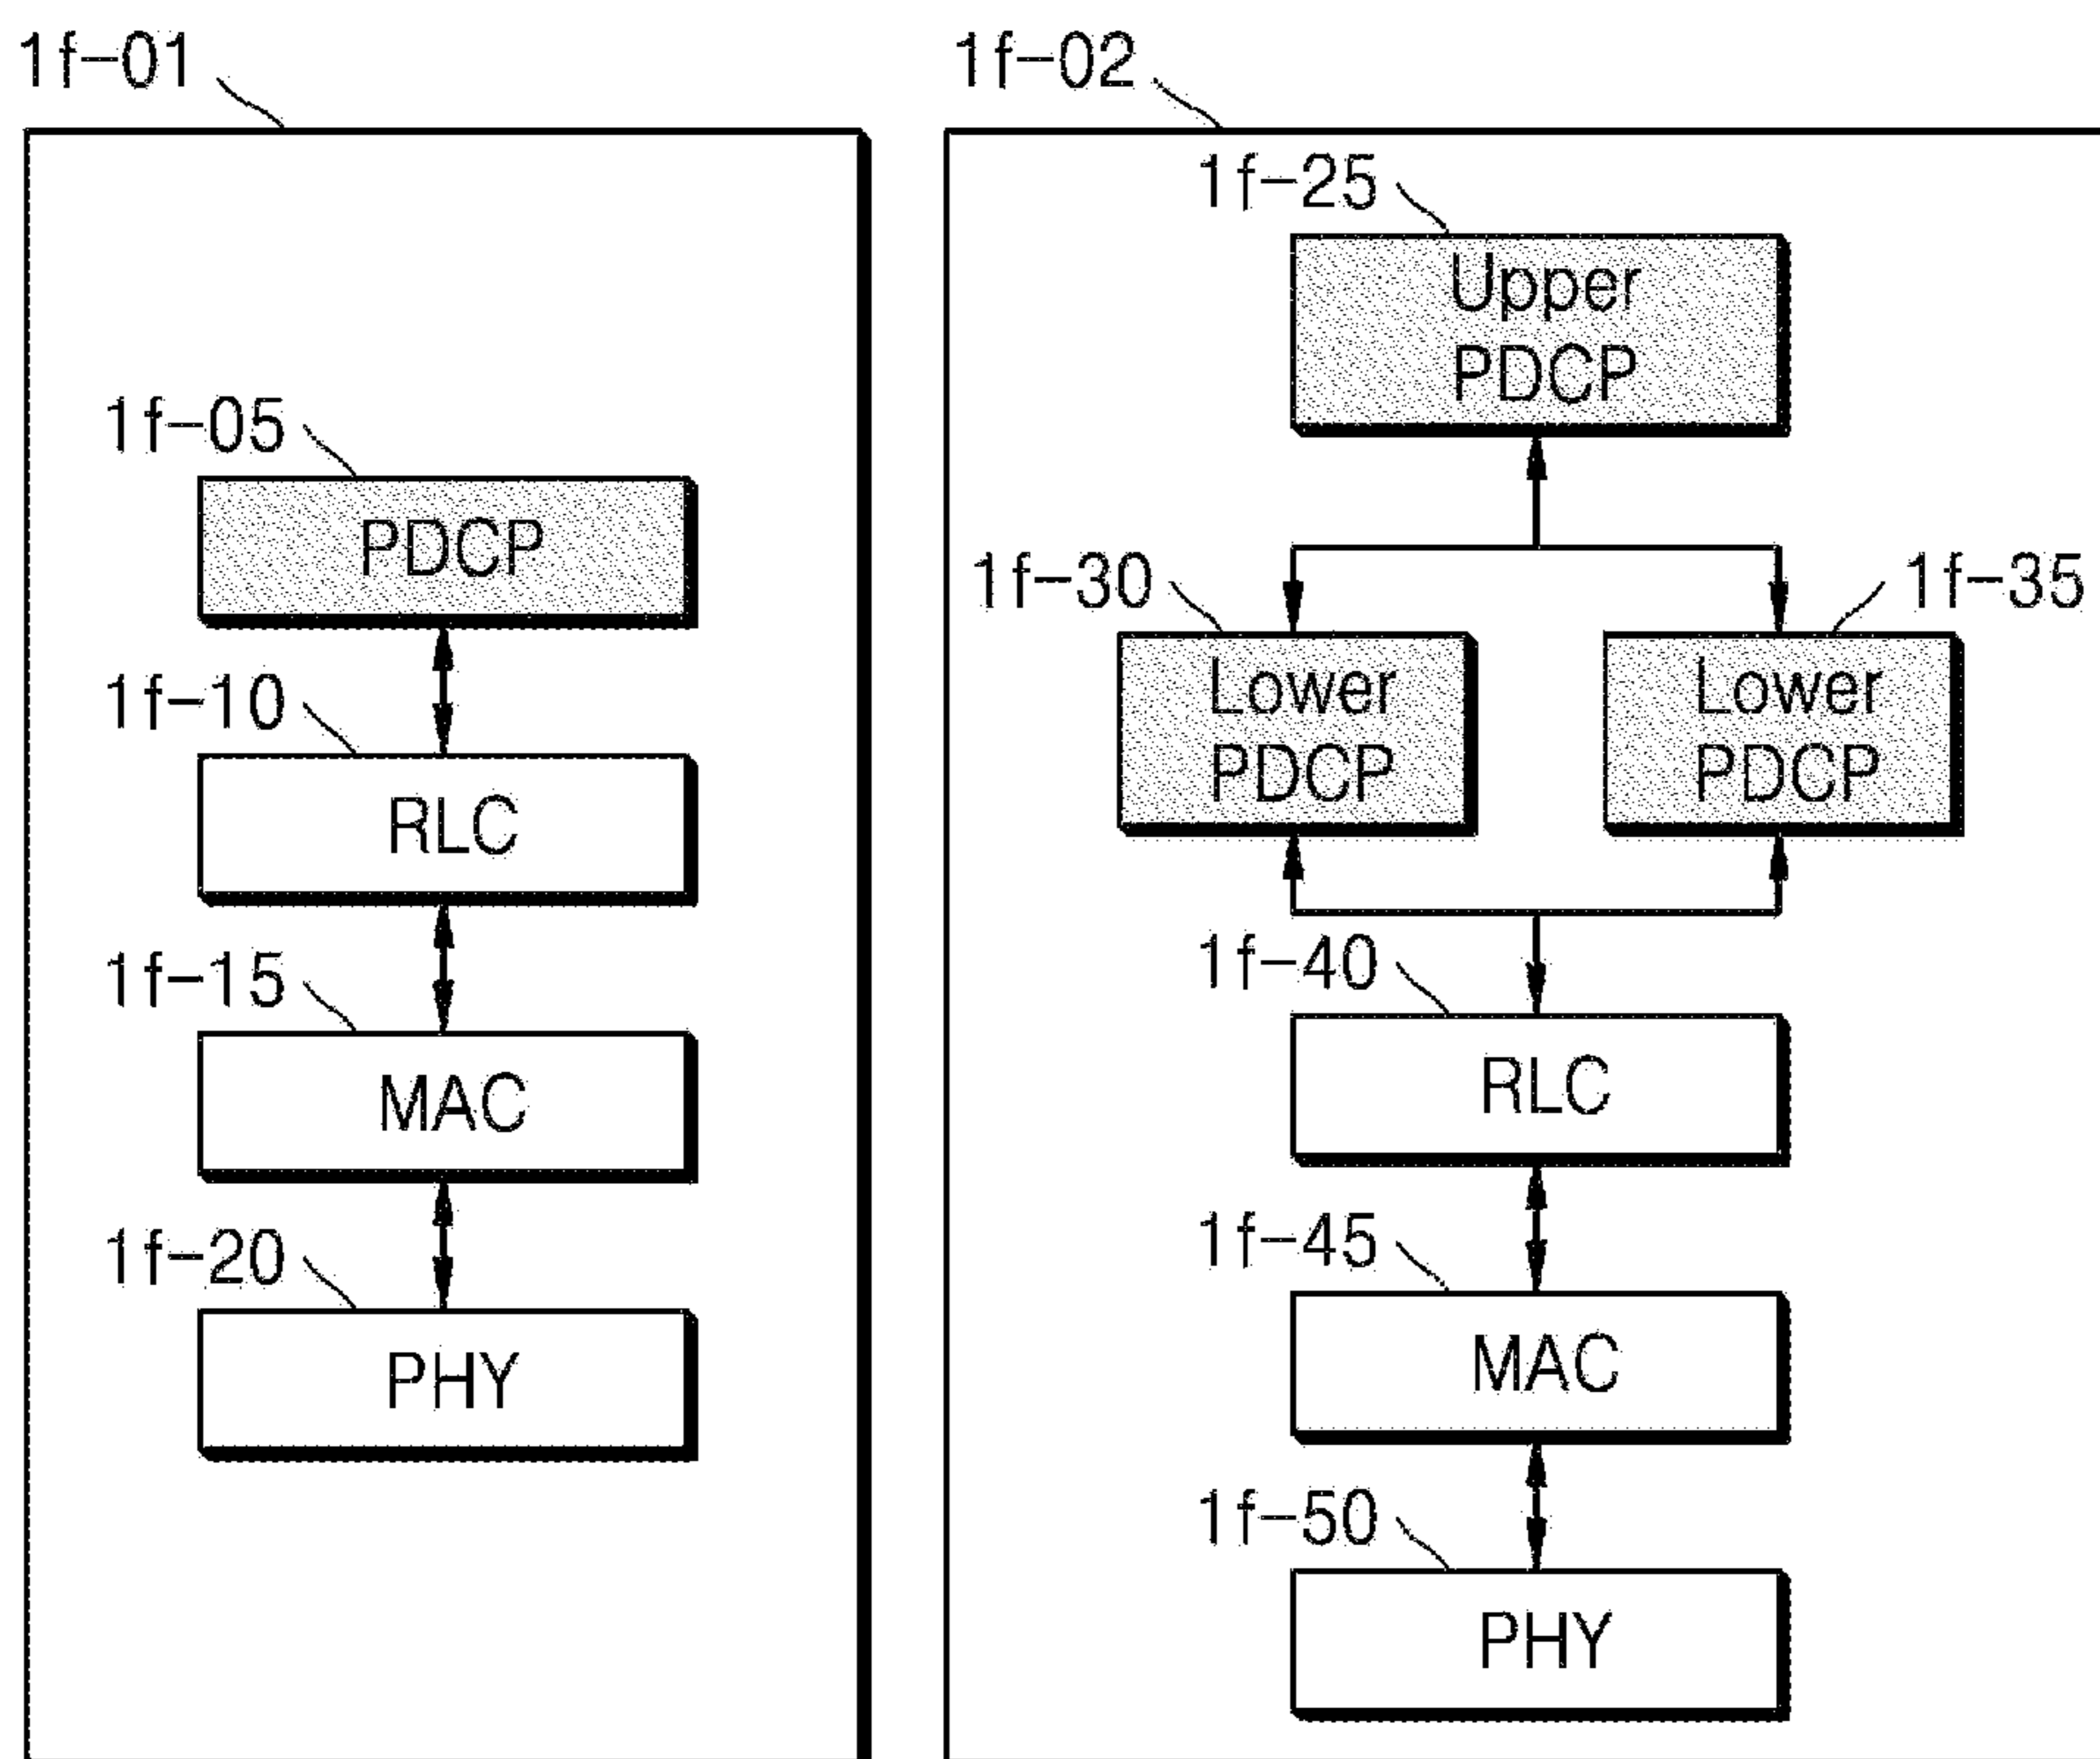 1f-01
1f-05
PDCP
1f-10
RLC
1f-15
MAC
1f-20
PHY
1f-02
1f-25
Upper
PDCP
1f-30
Lower
PDCP
1f-35
Lower
PDCP
1f-40
RLC
1f-45
MAC
1f-50
PHY